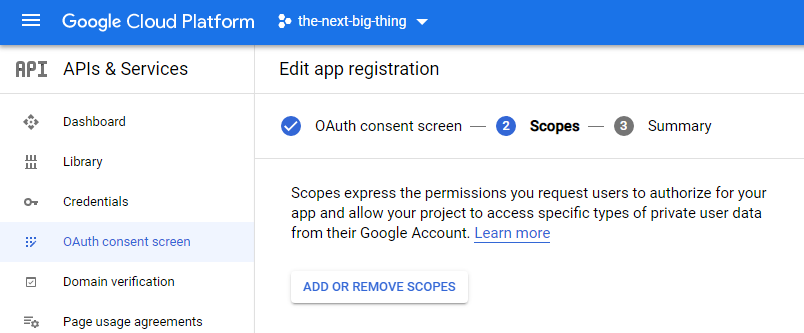 Google Cloud Platform the-next-big-thing
API APIs & Services
Edit app registration
Dashboard
Library
Credentials
OAuth consent screen
Domain verification
Page usage agreements
OAuth consent screen — 2 Scopes — 3 Summary
Scopes express the permissions you request users to authorize for your
app and allow your project to access specific types of private user data
from their Google Account. Learn more
ADD OR REMOVE SCOPES